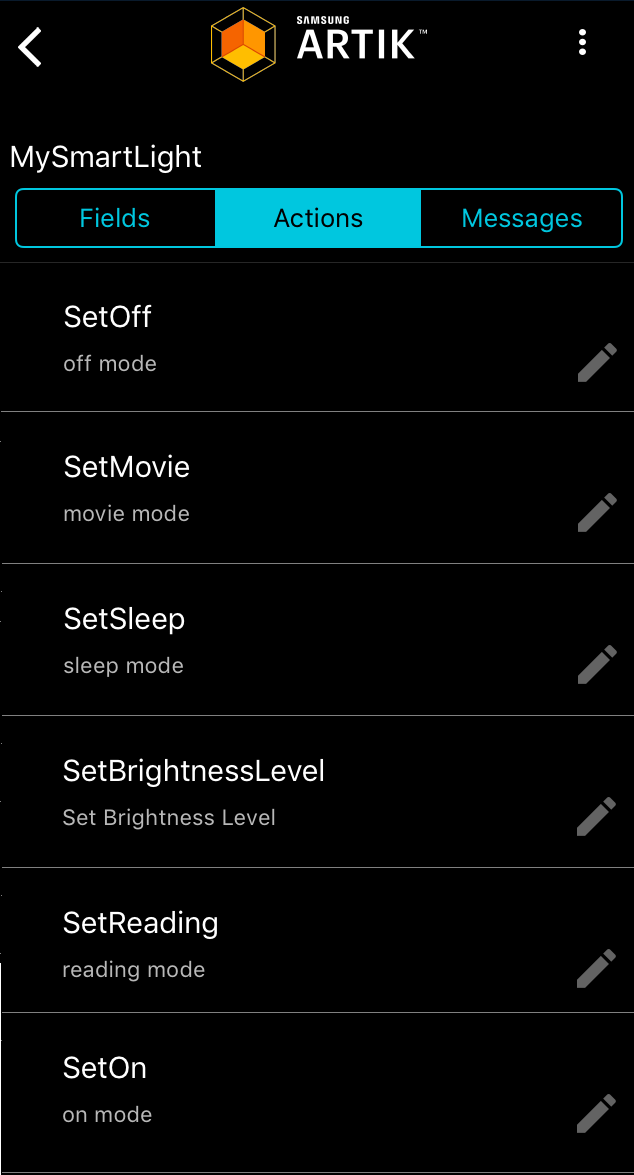 SAMSUNG
ARTIK™
MySmartLight
Fields Actions Messages
SetOff
off mode
SetMovie
movie mode
SetSleep
sleep mode
SetBrightnessLevel
Set Brightness Level
SetReading
reading mode
SetOn
on mode